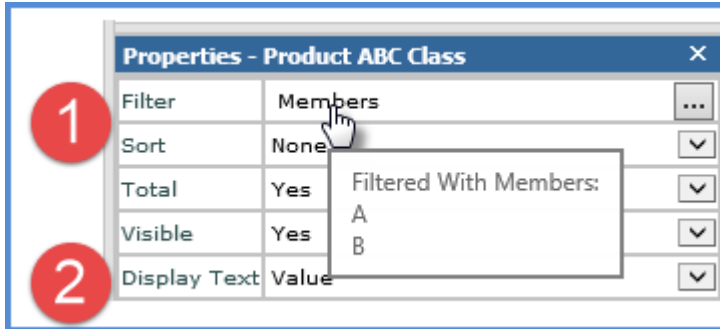 Properties - Product ABC Class ×
1
Filter Members ...
Sort None
Total Yes
Filtered With Members:
A
B
Visible Yes
2
Display Text Value